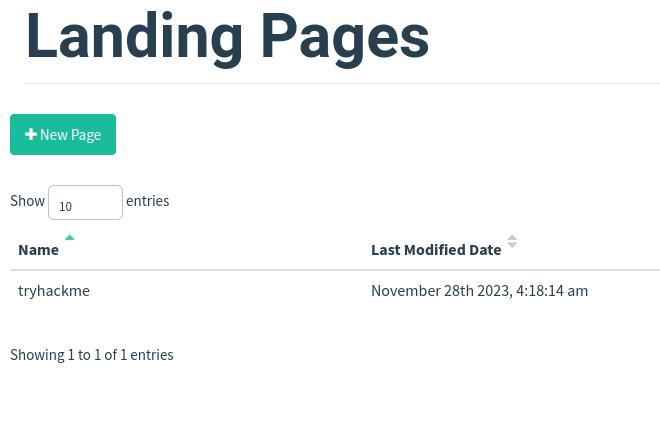 Landing Pages
New Page
Show 10 entries
Name Last Modified Date
tryhackme November 28th 2023, 4:18:14 am
Showing 1 to 1 of 1 entries